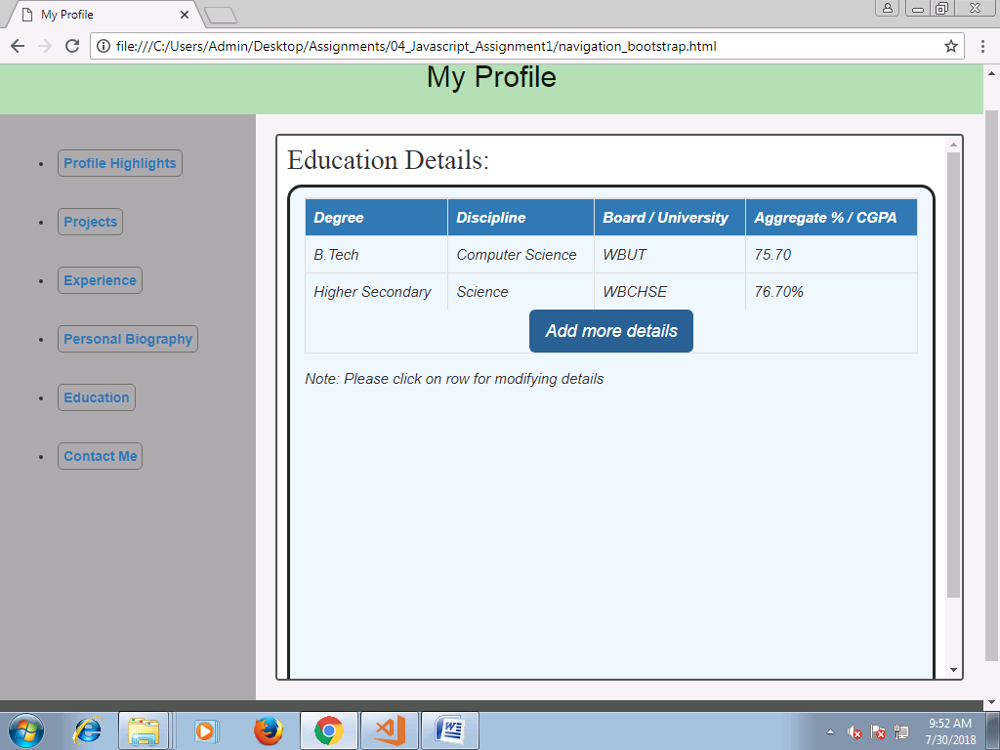 My Profile
file:///C:/Users/Admin/Desktop/Assignments/04_Javascript_Assignment1/navigation_bootstrap.html
My Profile
Profile Highlights
Projects
Experience
Personal Biography
Education
Contact Me
Education Details:
Degree Discipline Board / University Aggregate % / CGPA
B.Tech Computer Science WBUT 75.70
Higher Secondary Science WBCHSE 76.70%
Add more details
Note: Please click on row for modifying details
9:52 AM
7/30/2018